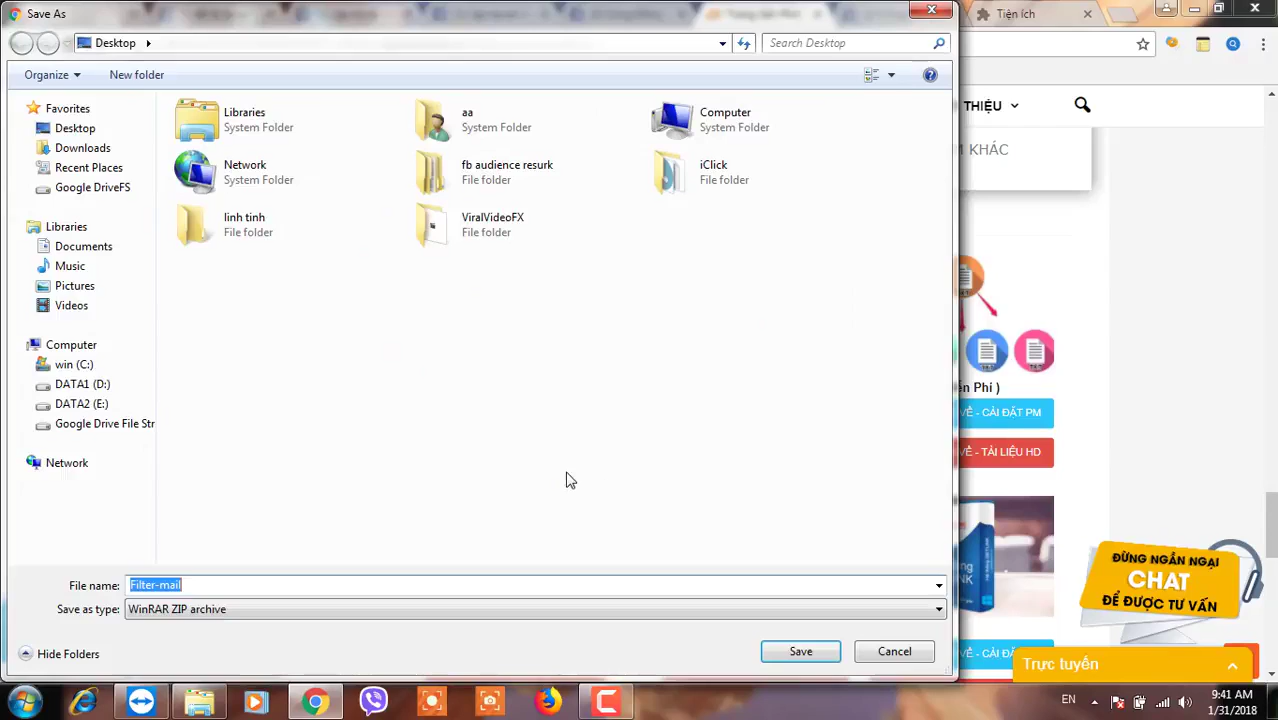 Save As
Tiện ích
Desktop
Search Desktop
Organize
New folder
THIỆU
Favorites
Desktop
Downloads
Recent Places
Google DriveFS
Libraries
Documents
Music
Pictures
Videos
Computer
win (C:)
DATA1 (D:)
DATA2 (E:)
Google Drive File Str
Network
Libraries
System Folder
aa
System Folder
Computer
System Folder
Network
System Folder
fb audience resurk
File folder
iClick
File folder
linh tinh
File folder
ViralVideoFX
File folder
M KHÁC
ễn Phí )
VỀ - CÀI ĐẶT PM
VỀ - TẢI LIỆU HD
File name: Filter-mail
Save as type: WinRAR ZIP archive
Hide Folders
Save
Cancel
ĐỪNG NGẦN NGẠI
CHAT
ĐỂ ĐƯỢC TƯ VẤN
VỀ - CÀI ĐẶ
Trực tuyến
EN
9:41 AM
1/31/2018